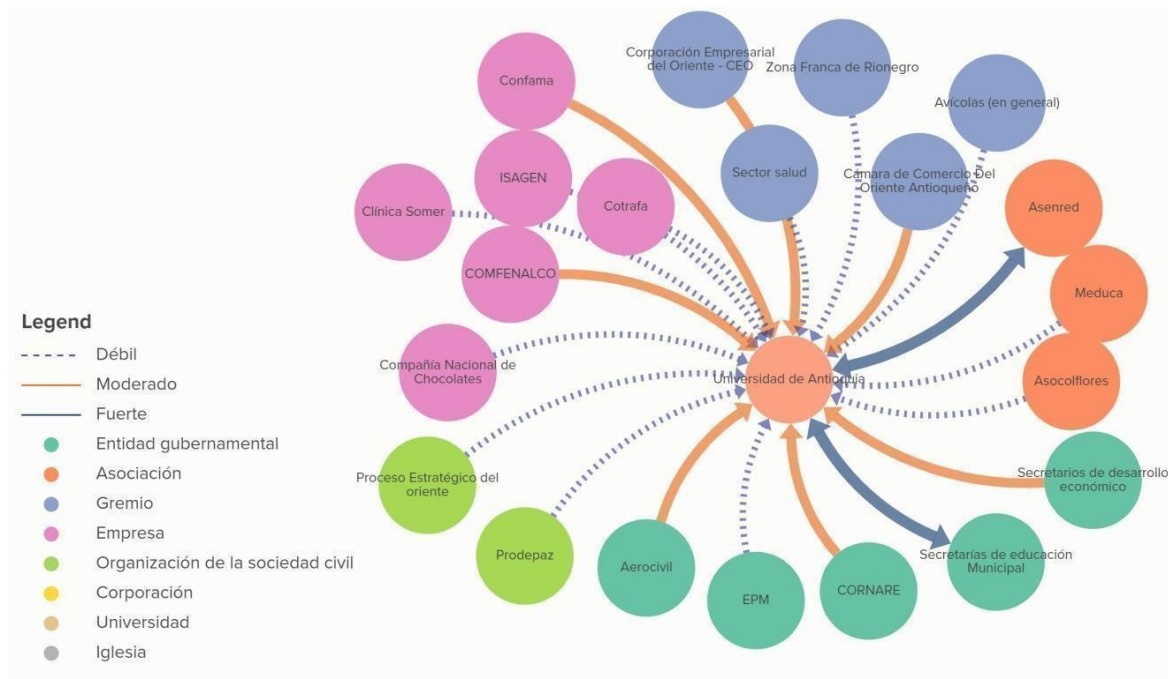 Confama
Corporación Empresarial
del Oriente - CEO
Zona Franca de Rionegro
Avícolas (en general)
ISAGEN
Sector salud
Cámara de Comercio Del
Oriente Antioqueño
Clínica Somer
Cotrafa
Asenred
COMFENALCO
Meduca
Compañía Nacional de
Chocolates
Universidad de Antioquia
Asocolflores
Proceso Estratégico del
oriente
Secretarios de desarrollo
económico
Prodepaz
Aerocivil
EPM
CORNARE
Secretarías de educación
Municipal
Legend
Débil
Moderado
Fuerte
Entidad gubernamental
Asociación
Gremio
Empresa
Organización de la sociedad civil
Corporación
Universidad
Iglesia